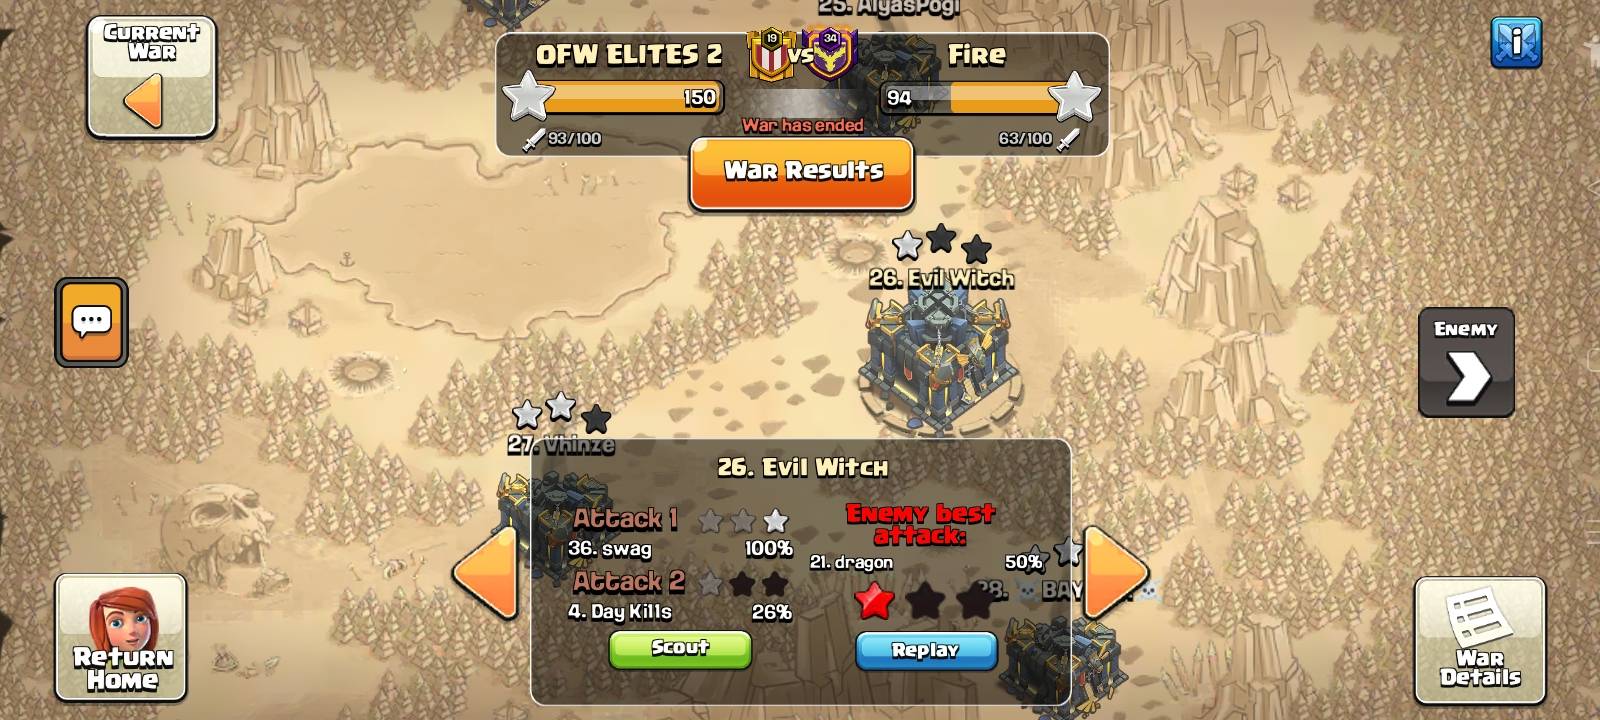 25. AlyasPogi
Current
War
OFW ELITES 2
19
vs
34
Fire
150
94
War has ended
93/100
63/100
War Results
26. Evil Witch
Enemy
27. Vhinze
26. Evil Witch
Attack 1
36. swag
100%
Attack 2
4. Day Kills
26%
Enemy best
attack:
21. dragon
50%
28.
BAY
Scout
Replay
Return
Home
War
Details